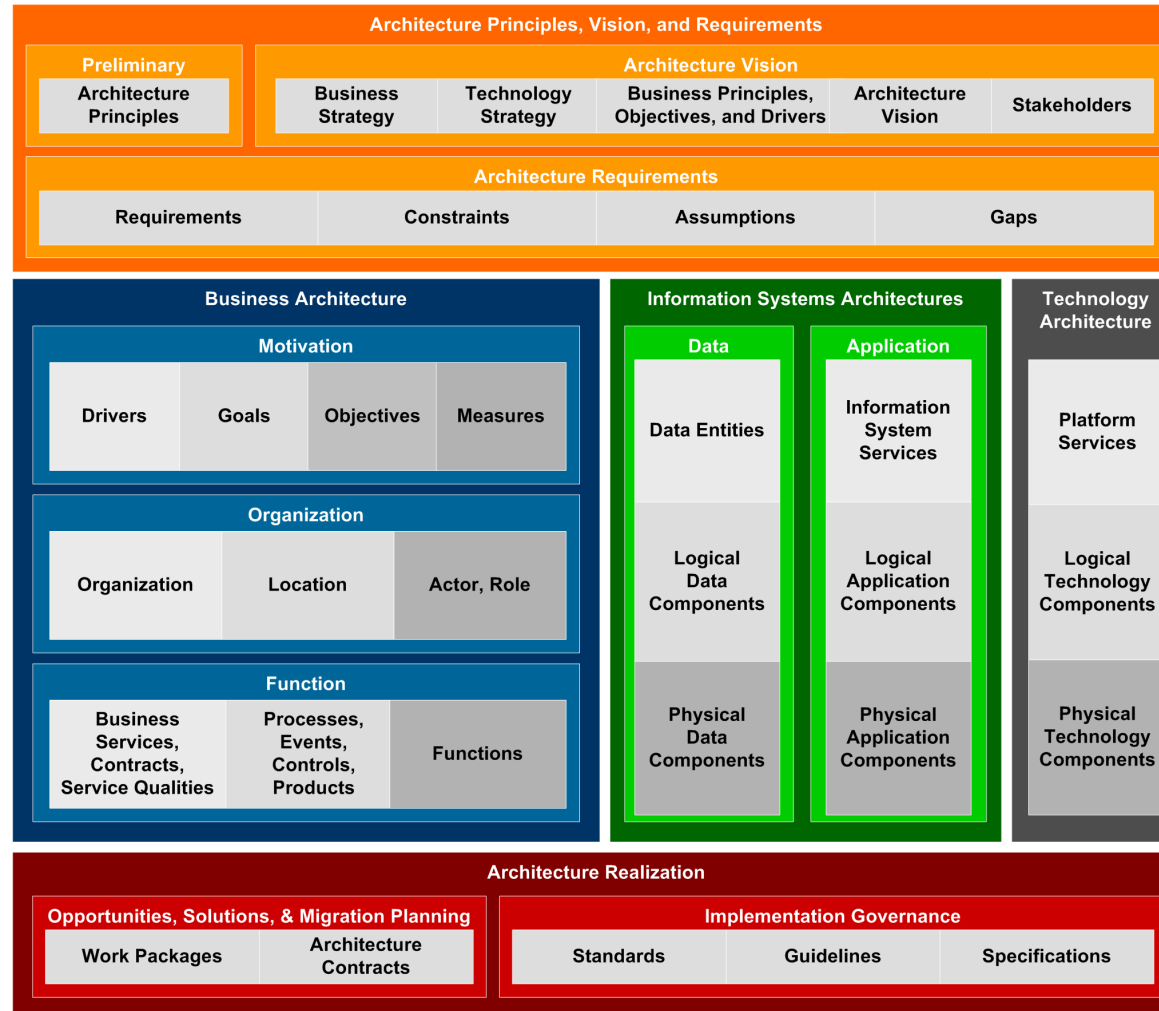 Architecture Principles, Vision, and Requirements
Preliminary
Architecture
Principles
Architecture Vision
Business
Strategy
Technology
Strategy
Business Principles,
Objectives, and Drivers
Architecture
Vision
Stakeholders
Architecture Requirements
Requirements
Constraints
Assumptions
Gaps
Business Architecture
Motivation
Drivers
Goals
Objectives
Measures
Organization
Organization
Location
Actor, Role
Function
Business
Services,
Contracts,
Service Qualities
Processes,
Events,
Controls,
Products
Functions
Information Systems Architectures
Data
Data Entities
Logical
Data
Components
Physical
Data
Components
Application
Information
System
Services
Logical
Application
Components
Physical
Application
Components
Technology
Architecture
Platform
Services
Logical
Technology
Components
Physical
Technology
Components
Architecture Realization
Opportunities, Solutions, & Migration Planning
Work Packages
Architecture
Contracts
Implementation Governance
Standards
Guidelines
Specifications